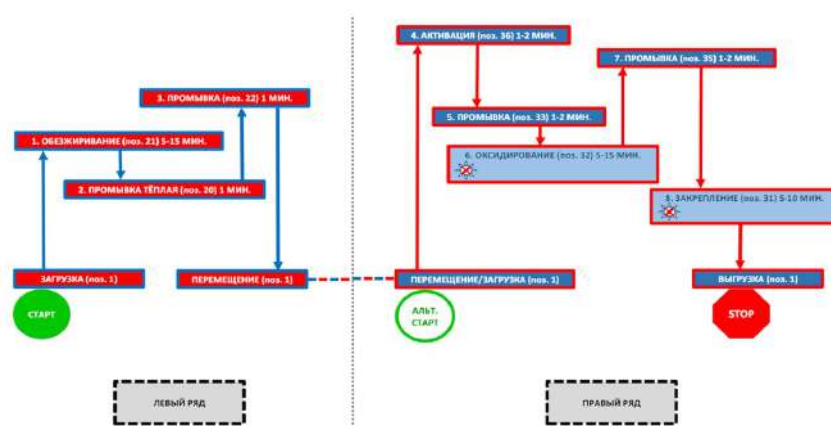 4. АКТИВАЦИЯ (поз. 36) 1-2 МИН.
7. ПРОМЫВКА (поз. 35) 1-2 МИН.
3. ПРОМЫВКА (поз. 22) 1 МИН.
5. ПРОМЫВКА (поз. 33) 1-2 МИН.
1. ОБЕЗЖИРИВАНИЕ (поз. 21) 5-15 МИН.
6. ОКСИДИРОВАНИЕ (поз. 32) 5-15 МИН.
2. ПРОМЫВКА ТЁПЛАЯ (поз. 20) 1 МИН.
8. ЗАКРЕПЛЕНИЕ (поз. 31) 5-10 МИН.
ЗАГРУЗКА (поз. 1)
ПЕРЕМЕЩЕНИЕ (поз. 1)
ПЕРЕМЕЩЕНИЕ/ЗАГРУЗКА (поз. 1)
ВЫГРУЗКА (поз. 1)
СТАРТ
АЛЬТ.
СТАРТ
STOP
ЛЕВЫЙ РЯД
ПРАВЫЙ РЯД